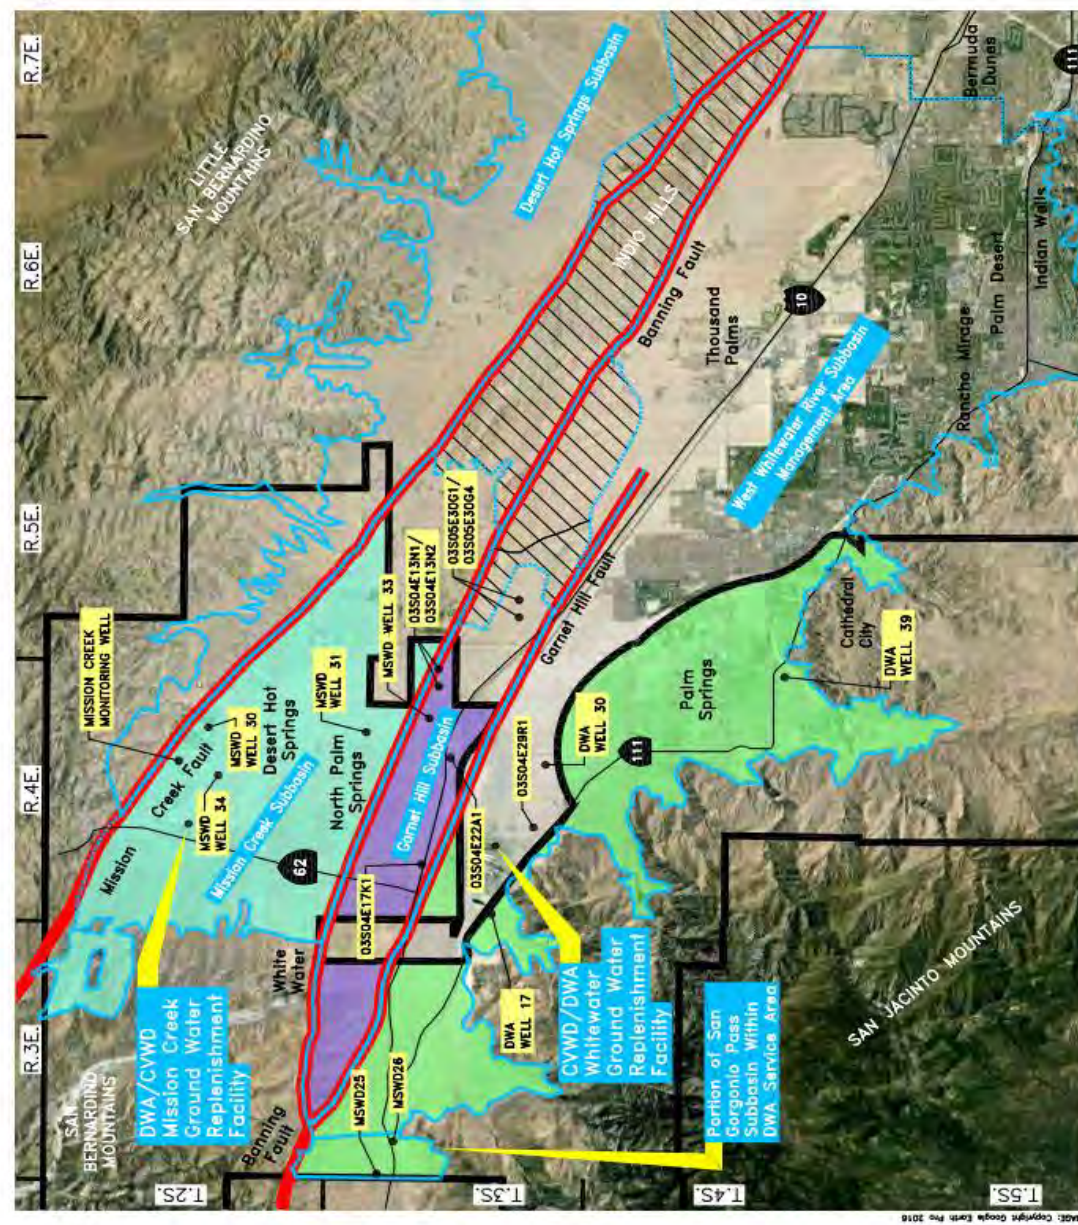 R.7E.
R.6E.
R.5E.
R.4E.
R.3E.
T.2S.
T.3S.
T.4S.
T.5S.
LITTLE
SAN BERNARDINO
MOUNTAINS
Desert Hot Springs Subbasin
Bermuda
Dunes
111
INDIO HILLS
Banning Fault
Thousand
Palms
10
Indian Wells
Palm Desert
Rancho Mirage
West Whitewater River Subbasin
Management Area
MISSION CREEK
MONITORING WELL
MSWD
WELL 30
MSWD
WELL 34
MSWD
WELL 31
MSWD WELL 33
03S04E13N1/
03S04E13N2
03S05E30G1/
03S05E30G4
Mission Creek Fault
Desert Hot
Springs
Mission Creek Subbasin
North Palm
Springs
62
Garnet Hill Subbasin
Garnet Hill Fault
03S04E17K1
03S04E22A1
03S04E29R1
DWA
WELL 30
Palm
Springs
111
Cathedral
City
DWA
WELL 39
White
Water
DWA/CVWD
Mission Creek
Ground Water
Replenishment
Facility
DWA
WELL 17
CVWD/DWA
Whitewater
Ground Water
Replenishment
Facility
SAN
BERNARDINO
MOUNTAINS
Banning
Fault
MSWD25
MSWD26
Portion of San
Gorgonio Pass
Subbasin Within
DWA Service Area
SAN JACINTO MOUNTAINS
AGE: Copyright Google Earth Pro 2016